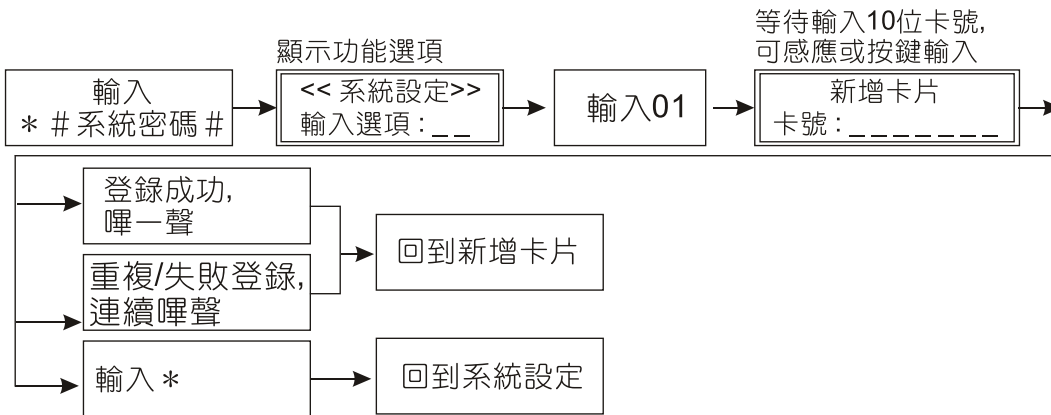 等待輸入10位卡號,
可感應或按鍵輸入
顯示功能選項
輸入
＊＃系統密碼＃
<< 系統設定>>
輸入選項:_ _
輸入01
新增卡片
卡號:_ _ _ _ _ _ _
登錄成功,
嗶一聲
重複/失敗登錄,
連續嗶聲
回到新增卡片
輸入＊
回到系統設定